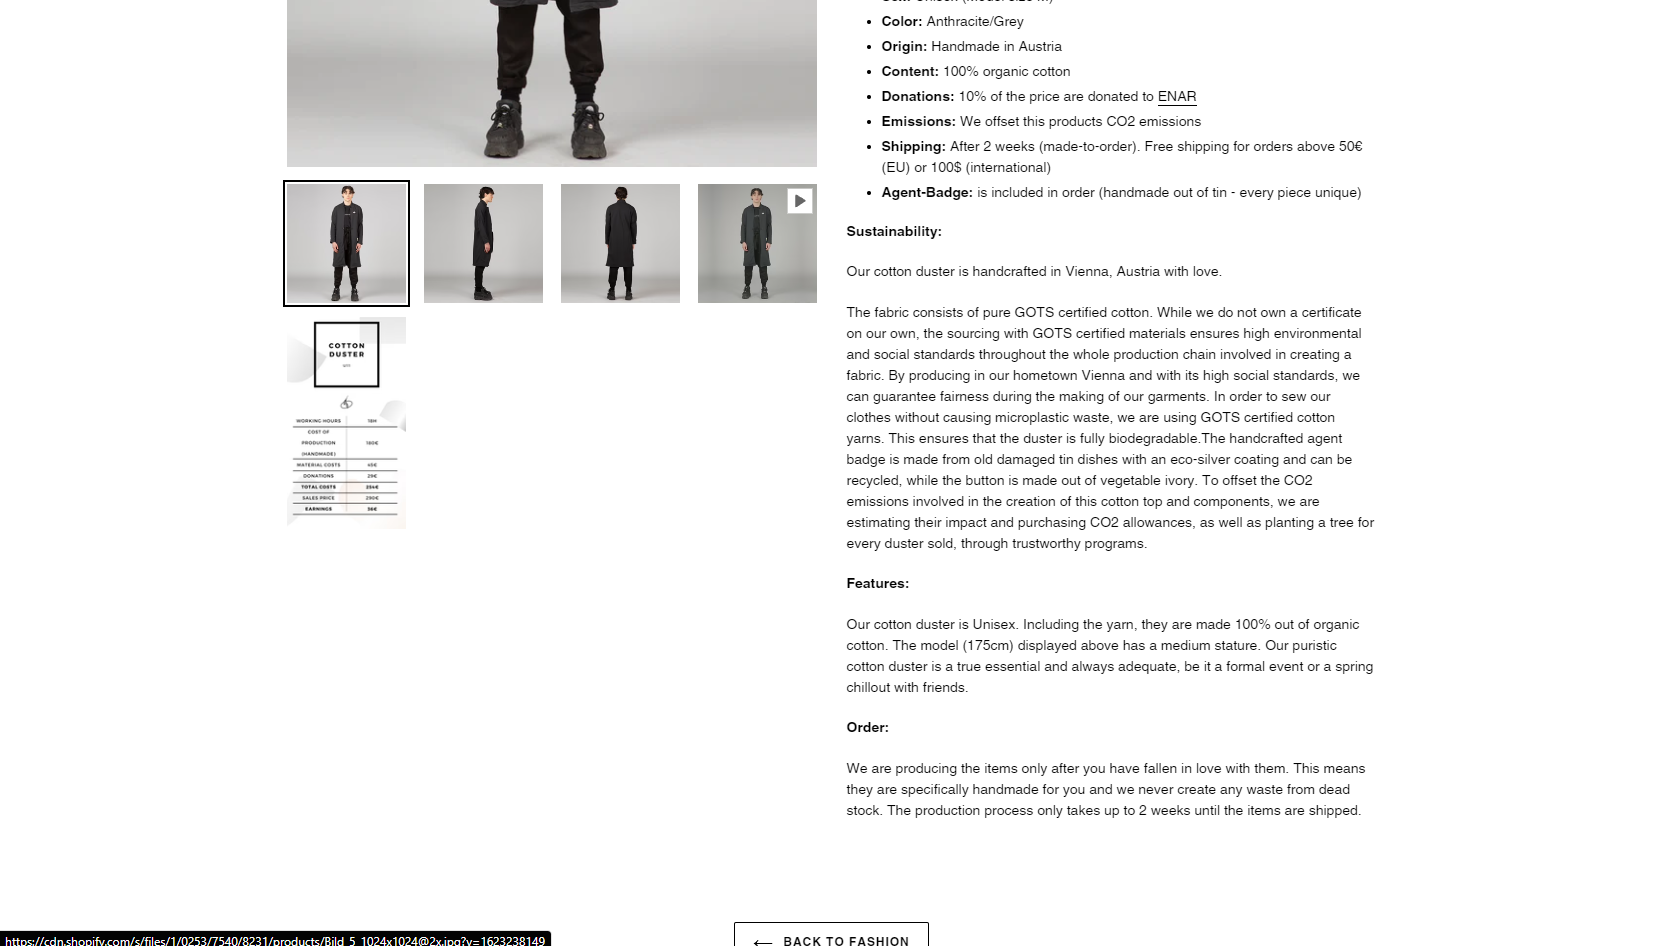 Color: Anthracite/Grey
Origin: Handmade in Austria
Content: 100% organic cotton
Donations: 10% of the price are donated to ENAR
Emissions: We offset this products CO2 emissions
Shipping: After 2 weeks (made-to-order). Free shipping for orders above 50€
(EU) or 100$ (international)
Agent-Badge: is included in order (handmade out of tin - every piece unique)
Sustainability:
Our cotton duster is handcrafted in Vienna, Austria with love.
The fabric consists of pure GOTS certified cotton. While we do not own a certificate
on our own, the sourcing with GOTS certified materials ensures high environmental
and social standards throughout the whole production chain involved in creating a
fabric. By producing in our hometown Vienna and with its high social standards, we
can guarantee fairness during the making of our garments. In order to sew our
clothes without causing microplastic waste, we are using GOTS certified cotton
yarns. This ensures that the duster is fully biodegradable.The handcrafted agent
badge is made from old damaged tin dishes with an eco-silver coating and can be
recycled, while the button is made out of vegetable ivory. To offset the CO2
emissions involved in the creation of this cotton top and components, we are
estimating their impact and purchasing CO2 allowances, as well as planting a tree for
every duster sold, through trustworthy programs.
Features:
Our cotton duster is Unisex. Including the yarn, they are made 100% out of organic
cotton. The model (175cm) displayed above has a medium stature. Our puristic
cotton duster is a true essential and always adequate, be it a formal event or a spring
chillout with friends.
Order:
We are producing the items only after you have fallen in love with them. This means
they are specifically handmade for you and we never create any waste from dead
stock. The production process only takes up to 2 weeks until the items are shipped.
COTTON
DUSTER
WORKING HOURS
COST OF
PRODUCTION 160€
(HANDMADE)
MATERIAL COSTS
DONATIONS 29€
TOTAL COSTS
SALES PRICE 290€
EARNINGS 56€
BACK TO FASHION
https://cdn.shopify.com/s/files/1/0253/7540/8231/products/Bild_5_1024x1024@2x.jpg?v=1623238149